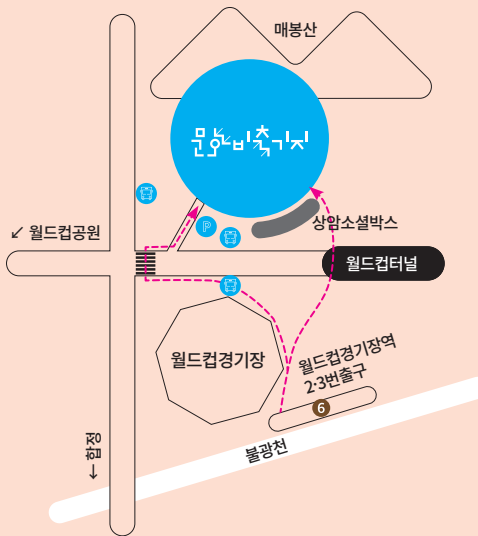 매봉산
문화비축기지
P
상암소셜박스
↙ 월드컵공원
월드컵터널
월드컵경기장
월드컵경기장역
2·3번출구
6
불광천
← 합정